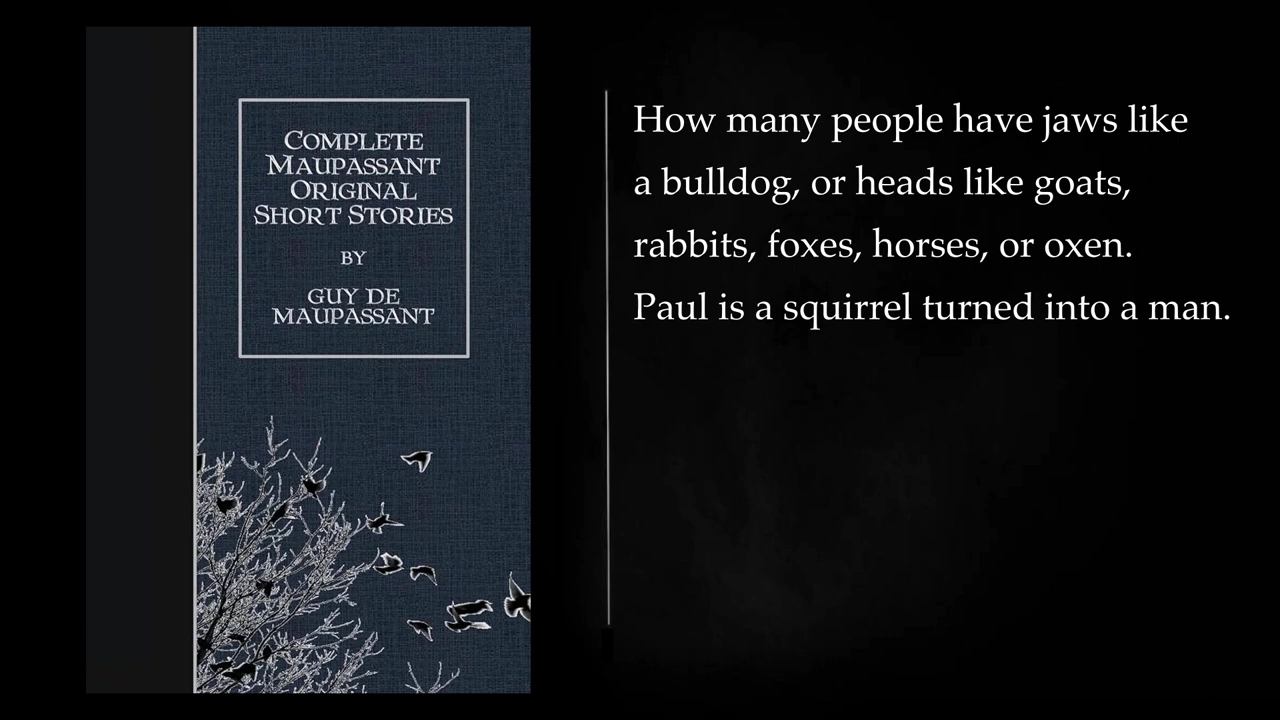 COMPLETE
MAUPASSANT
ORIGINAL
SHORT STORIES
BY
GUY DE
MAUPASSANT
How many people have jaws like
a bulldog, or heads like goats,
rabbits, foxes, horses, or oxen.
Paul is a squirrel turned into a man.